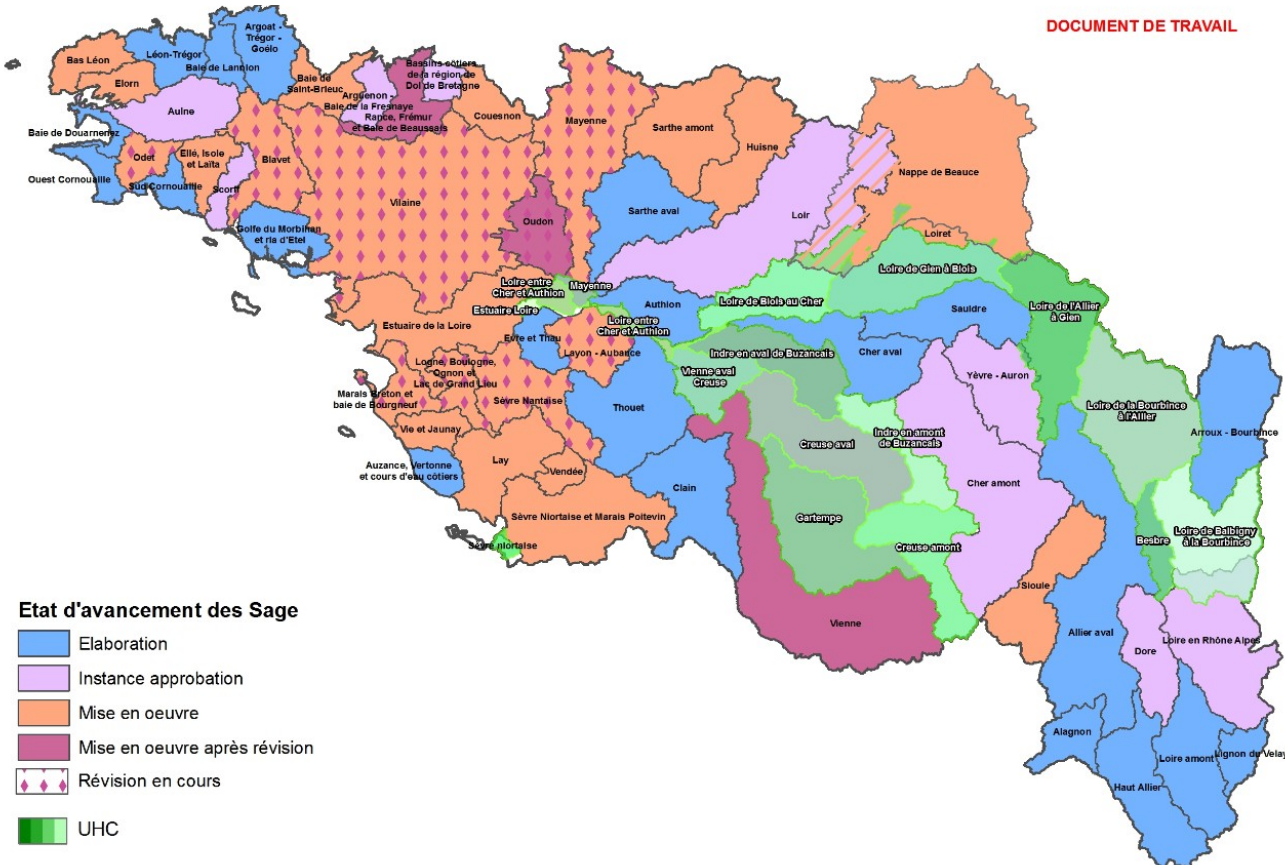 DOCUMENT DE TRAVAIL
Argoat -
Trégor -
Goëlo
Léon-Trégor
Baie de Lannion
Bas Léon
Elorn
Aulne
Baie de Douarnenez
Ouest Cornouaille
Odet
Sud Cornouaille
Ellé, Isole
et Laïta
Scorff
Blavet
Golfe du Morbihan
et ria d'Etel
Baie de
Saint-Brieuc
Arguenon -
Baie de la Fresnaye
Rance, Frémur
et Baie de Beaussais
Bassins côtiers
de la région de
Dol de Bretagne
Couesnon
Vilaine
Mayenne
Oudon
Sarthe amont
Huisne
Sarthe aval
Loir
Nappe de Beauce
Loiret
Loire entre
Cher et Authion
Mayenne
Estuaire Loire
Loire entre
Cher et Authion
Authion
Loire de Blois au Cher
Loire de Gien à Blois
Loire de l'Allier
à Gien
Sauldre
Estuaire de la Loire
Evre et Thau
Layon - Aubance
Indre en aval de Buzancais
Cher aval
Vienne aval
Creuse
Yèvre - Auron
Loire de la Bourbince
à l'Allier
Arroux - Bourbince
Logne, Boulogne,
Ognon et
Lac de Grand Lieu
Marais Breton et
baie de Bourgneuf
Sèvre Nantaise
Thouet
Vie et Jaunay
Auzance, Vertonne
et cours d'eau côtiers
Lay
Vendée
Creuse aval
Indre en amont
de Buzancais
Clain
Cher amont
Sèvre Niortaise et Marais Poitevin
Sèvre niortaise
Gartempe
Creuse amont
Besbre
Loire de Balbigny
à la Bourbince
Sioule
Vienne
Allier aval
Dore
Loire en Rhône Alpes
Alagnon
Haut Allier
Loire amont
Lignon du Velay
Etat d'avancement des Sage
Elaboration
Instance approbation
Mise en oeuvre
Mise en oeuvre après révision
Révision en cours
UHC